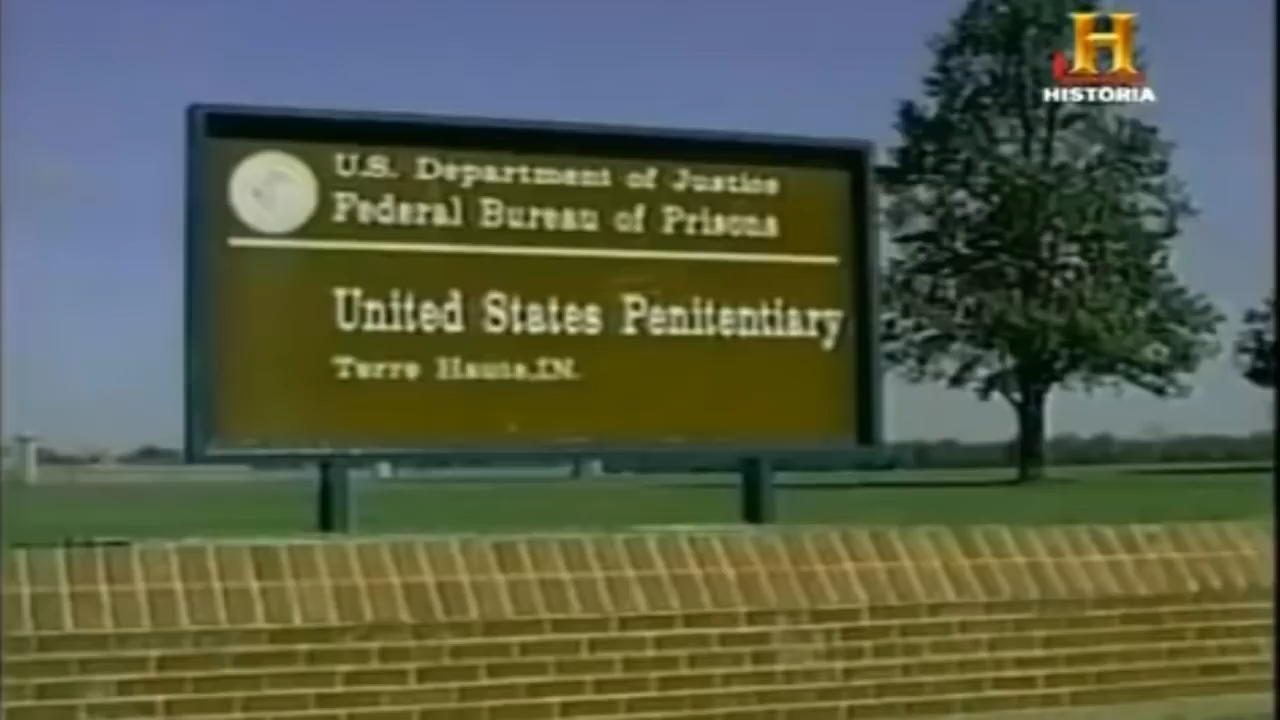 H
HISTORIA
U.S. Department of Justice
Federal Bureau of Prisons
United States Penitentiary
Terre Haute,IN.